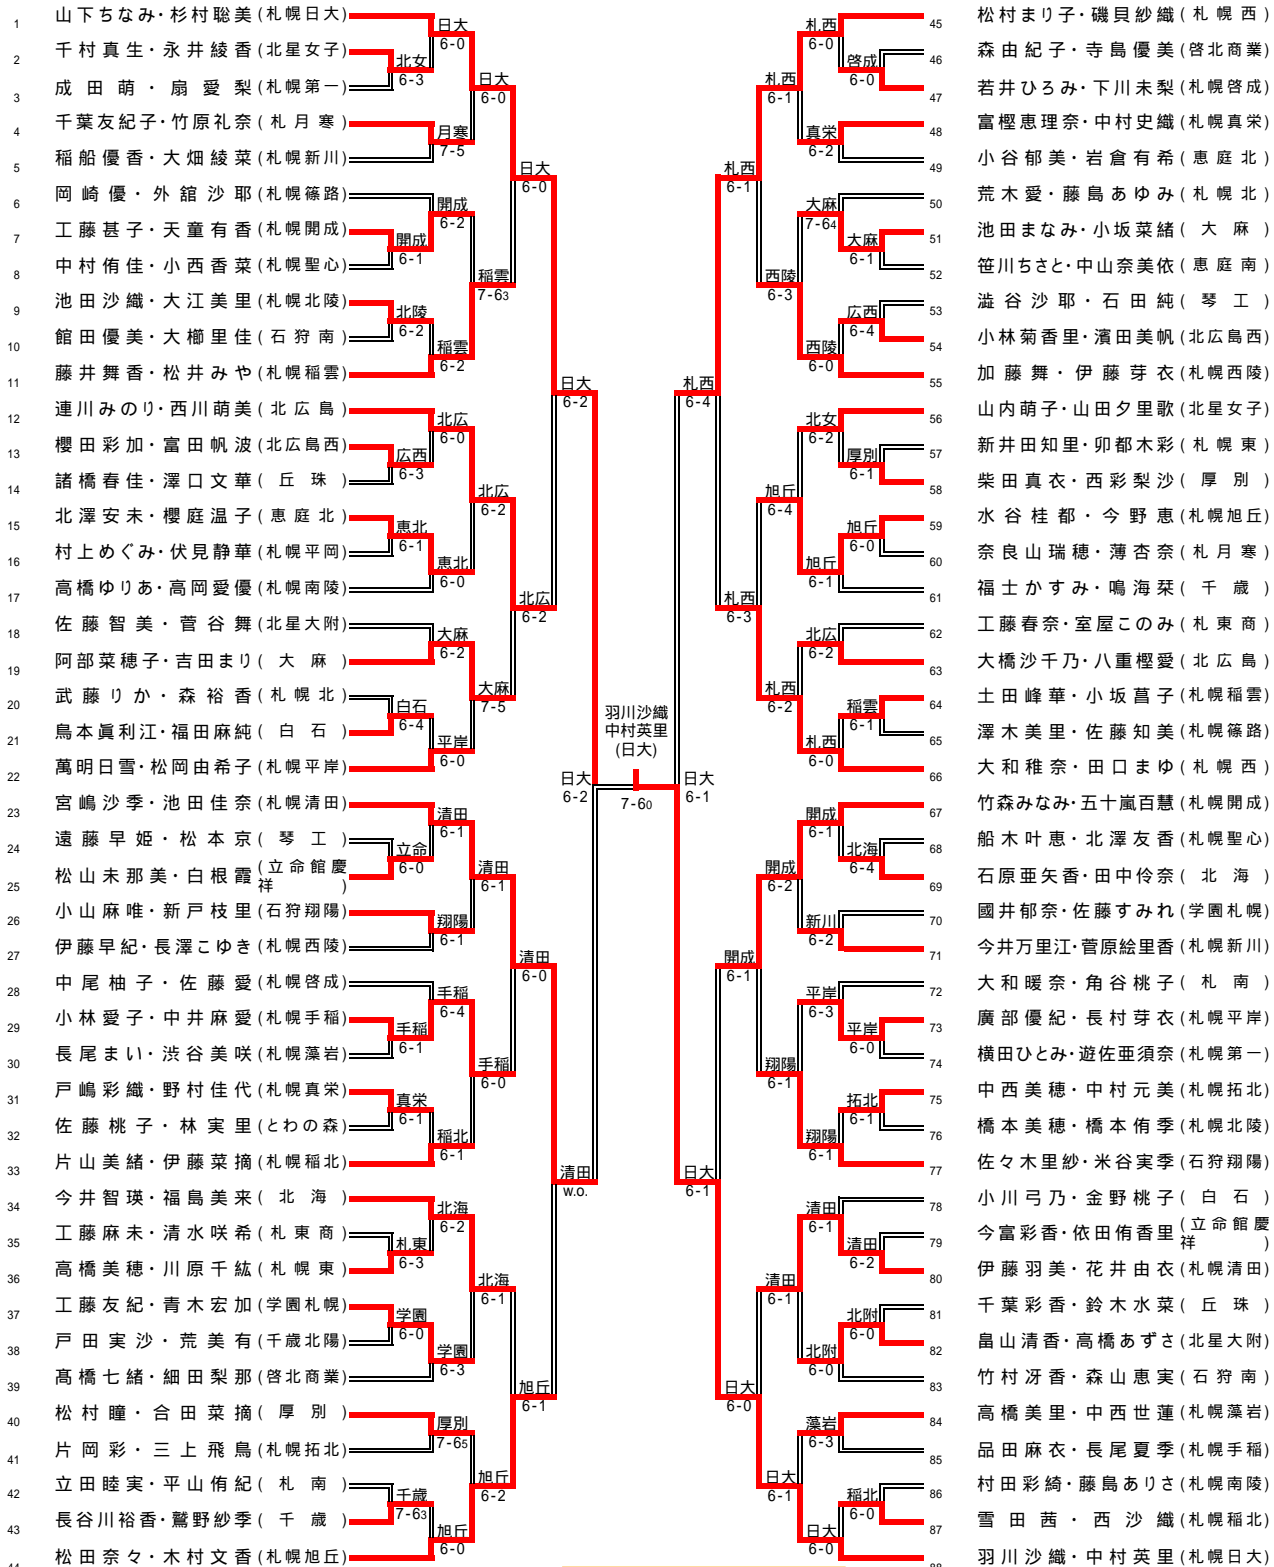 1 山下ちなみ・杉村聡美(札幌日大)
2 千村真生・永井綾香(北星女子)
3 成田萌・扇愛梨(札幌第一)
4 千葉友紀子・竹原礼奈(札月寒)
5 稲船優香・大畑綾菜(札幌新川)
6 岡崎優・外舘沙耶(札幌篠路)
7 工藤甚子・天童有香(札幌開成)
8 中村侑佳・小西香菜(札幌聖心)
9 池田沙織・大江美里(札幌北陵)
10 館田優美・大櫛里佳(石狩南)
11 藤井舞香・松井みや(札幌稲雲)
12 連川みのり・西川萌美(北広島)
13 櫻田彩加・富田帆波(北広島西)
14 諸橋春佳・澤口文華(丘珠)
15 北澤安未・櫻庭温子(恵庭北)
16 村上めぐみ・伏見静華(札幌平岡)
17 高橋ゆりあ・高岡愛優(札幌南陵)
18 佐藤智美・菅谷舞(北星大附)
19 阿部菜穂子・吉田まり(大麻)
20 武藤りか・森裕香(札幌北)
21 鳥本眞利江・福田麻純(白石)
22 萬明日雪・松岡由希子(札幌平岸)
23 宮嶋沙季・池田佳奈(札幌清田)
24 遠藤早姫・松本京(琴工)
25 松山未那美・白根霞(立命館慶祥)
26 小山麻唯・新戸枝里(石狩翔陽)
27 伊藤早紀・長澤こゆき(札幌西陵)
28 中尾柚子・佐藤愛(札幌啓成)
29 小林愛子・中井麻愛(札幌手稲)
30 長尾まい・渋谷美咲(札幌藻岩)
31 戸嶋彩織・野村佳代(札幌真栄)
32 佐藤桃子・林実里(とわの森)
33 片山美緒・伊藤菜摘(札幌稲北)
34 今井智瑛・福島美来(北海)
35 工藤麻未・清水咲希(札東商)
36 高橋美穂・川原千紘(札幌東)
37 工藤友紀・青木宏加(学園札幌)
38 戸田実沙・荒美有(千歳北陽)
39 髙橋七緒・細田梨那(啓北商業)
40 松村瞳・合田菜摘(厚別)
41 片岡彩・三上飛鳥(札幌拓北)
42 立田睦実・平山侑紀(札南)
43 長谷川裕香・鷲野紗季(千歳)
松田奈々・木村文香(札幌旭丘)
北女 6-3
開成 6-1
北陵 6-2
広西 6-3
恵北 6-1
白石 6-4
立命 6-0
手稲 6-1
真栄 6-1
札東 6-3
学園 6-0
千歳 7-63
日大 6-0
月寒 7-5
開成 6-2
稲雲 6-2
北広 6-0
恵北 6-0
大麻 6-2
平岸 6-0
清田 6-1
翔陽 6-1
手稲 6-4
稲北 6-1
北海 6-2
学園 6-3
厚別 7-65
旭丘 6-0
日大 6-0
稲雲 7-63
北広 6-2
大麻 7-5
清田 6-1
手稲 6-0
北海 6-1
旭丘 6-2
日大 6-0
北広 6-2
清田 6-0
旭丘 6-1
日大 6-2
清田 w.o.
日大 6-2
羽川沙織
中村英里
(日大)
7-60
日大 6-1
札西 6-4
日大 6-1
札西 6-1
札西 6-3
開成 6-1
日大 6-0
札西 6-1
西陵 6-3
旭丘 6-4
札西 6-2
開成 6-2
翔陽 6-1
清田 6-1
日大 6-1
札西 6-0
真栄 6-2
大麻 7-64
西陵 6-0
北女 6-2
旭丘 6-1
北広 6-2
札西 6-0
開成 6-1
新川 6-2
平岸 6-3
翔陽 6-1
清田 6-1
北附 6-0
藻岩 6-3
日大 6-0
啓成 6-0
大麻 6-1
広西 6-4
厚別 6-1
旭丘 6-0
稲雲 6-1
北海 6-4
平岸 6-0
拓北 6-1
清田 6-2
北附 6-0
稲北 6-0
45 松村まり子・磯貝紗織(札幌西)
46 森由紀子・寺島優美(啓北商業)
47 若井ひろみ・下川未梨(札幌啓成)
48 富樫恵理奈・中村史織(札幌真栄)
49 小谷郁美・岩倉有希(恵庭北)
50 荒木愛・藤島あゆみ(札幌北)
51 池田まなみ・小坂菜緒(大麻)
52 笹川ちさと・中山奈美依(恵庭南)
53 澁谷沙耶・石田純(琴工)
54 小林菊香里・濱田美帆(北広島西)
55 加藤舞・伊藤芽衣(札幌西陵)
56 山内萌子・山田夕里歌(北星女子)
57 新井田知里・卯都木彩(札幌東)
58 柴田真衣・西彩梨沙(厚別)
59 水谷桂都・今野恵(札幌旭丘)
60 奈良山瑞穂・薄杏奈(札月寒)
61 福士かすみ・鳴海栞(千歳)
62 工藤春奈・室屋このみ(札東商)
63 大橋沙千乃・八重樫愛(北広島)
64 土田峰華・小坂菖子(札幌稲雲)
65 澤木美里・佐藤知美(札幌篠路)
66 大和稚奈・田口まゆ(札幌西)
67 竹森みなみ・五十嵐百慧(札幌開成)
68 船木叶恵・北澤友香(札幌聖心)
69 石原亜矢香・田中伶奈(北海)
70 國井郁奈・佐藤すみれ(学園札幌)
71 今井万里江・菅原絵里香(札幌新川)
72 大和暖奈・角谷桃子(札南)
73 廣部優紀・長村芽衣(札幌平岸)
74 横田ひとみ・遊佐亜須奈(札幌第一)
75 中西美穂・中村元美(札幌拓北)
76 橋本美穂・橋本侑季(札幌北陵)
77 佐々木里紗・米谷実季(石狩翔陽)
78 小川弓乃・金野桃子(白石)
79 今富彩香・依田侑香里(立命館慶祥)
80 伊藤羽美・花井由衣(札幌清田)
81 千葉彩香・鈴木水菜(丘珠)
82 畠山清香・高橋あずさ(北星大附)
83 竹村冴香・森山恵実(石狩南)
84 高橋美里・中西世蓮(札幌藻岩)
85 品田麻衣・長尾夏季(札幌手稲)
86 村田彩綺・藤島ありさ(札幌南陵)
87 雪田茜・西沙織(札幌稲北)
羽川沙織・中村英里(札幌日大)